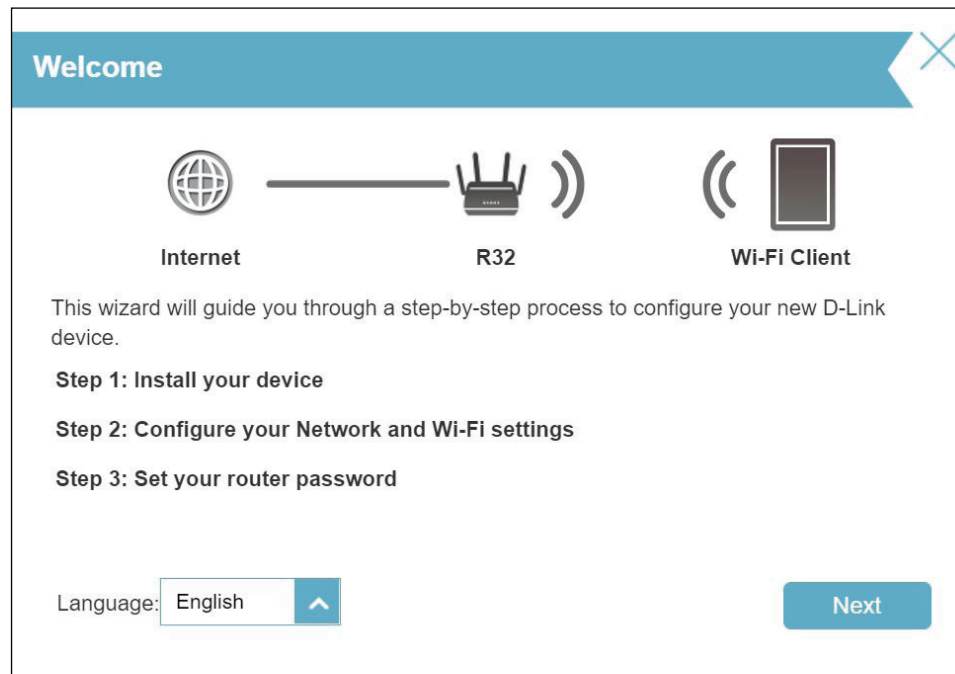 Welcome
Internet
R32
Wi-Fi Client
This wizard will guide you through a step-by-step process to configure your new D-Link
device.
Step 1: Install your device
Step 2: Configure your Network and Wi-Fi settings
Step 3: Set your router password
Language: English
Next